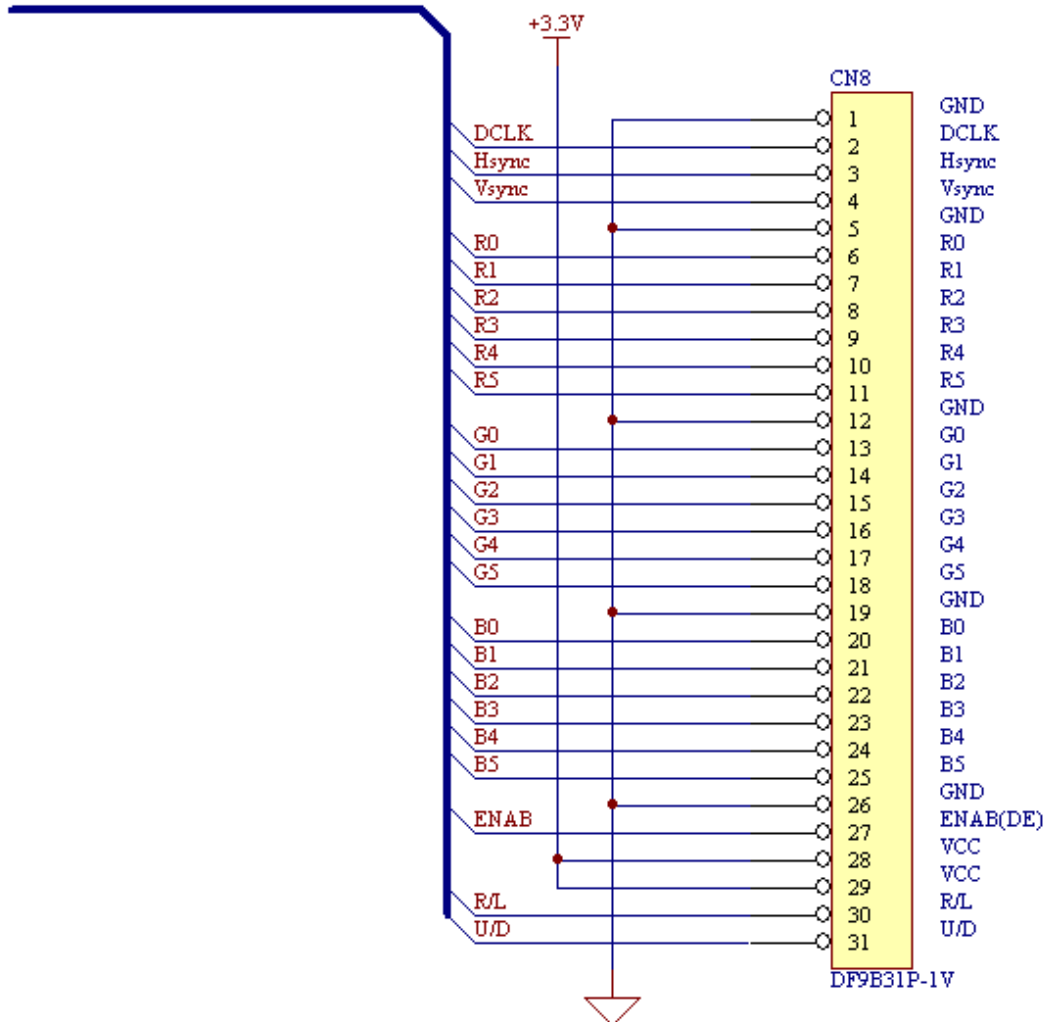 +3.3V
CN8
1 GND
DCLK 2 DCLK
Hsync 3 Hsync
Vsync 4 Vsync
5 GND
R0 6 R0
R1 7 R1
R2 8 R2
R3 9 R3
R4 10 R4
R5 11 R5
12 GND
G0 13 G0
G1 14 G1
G2 15 G2
G3 16 G3
G4 17 G4
G5 18 G5
19 GND
B0 20 B0
B1 21 B1
B2 22 B2
B3 23 B3
B4 24 B4
B5 25 B5
26 GND
ENAB 27 ENAB(DE)
28 VCC
29 VCC
R/L 30 R/L
U/D 31 U/D
DF9B31P-1V